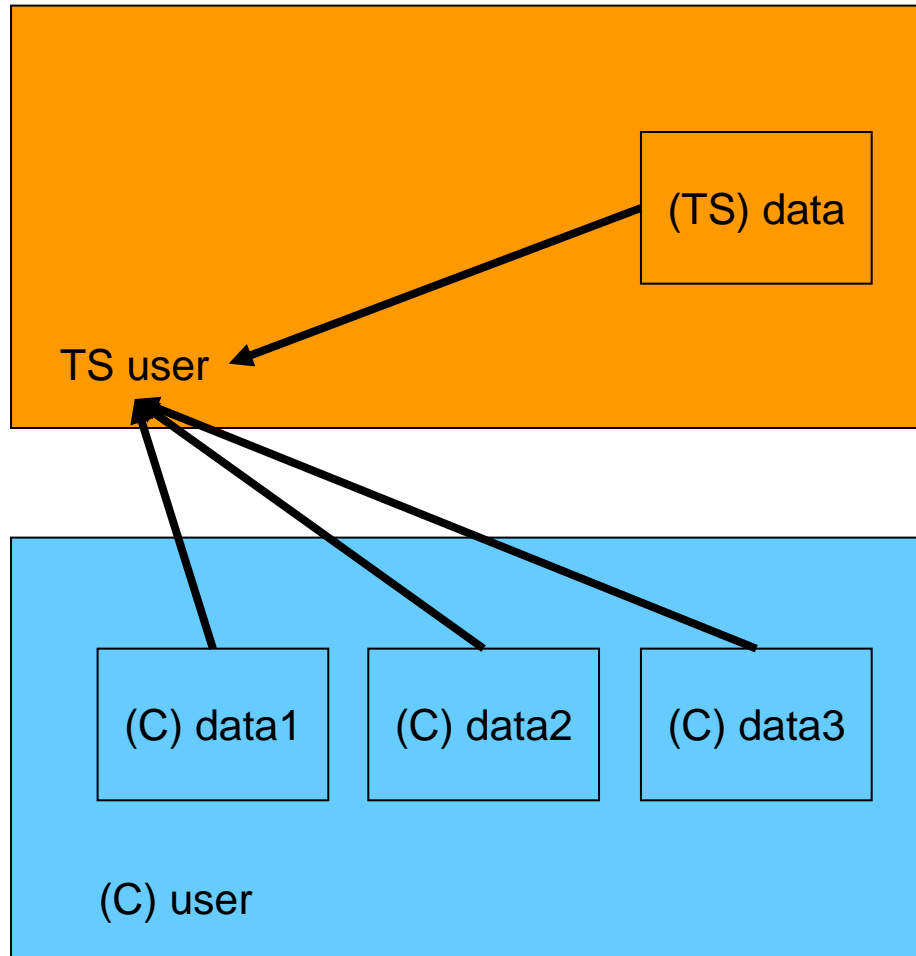 (TS) data
TS user
(C) data1
(C) data2
(C) data3
(C) user